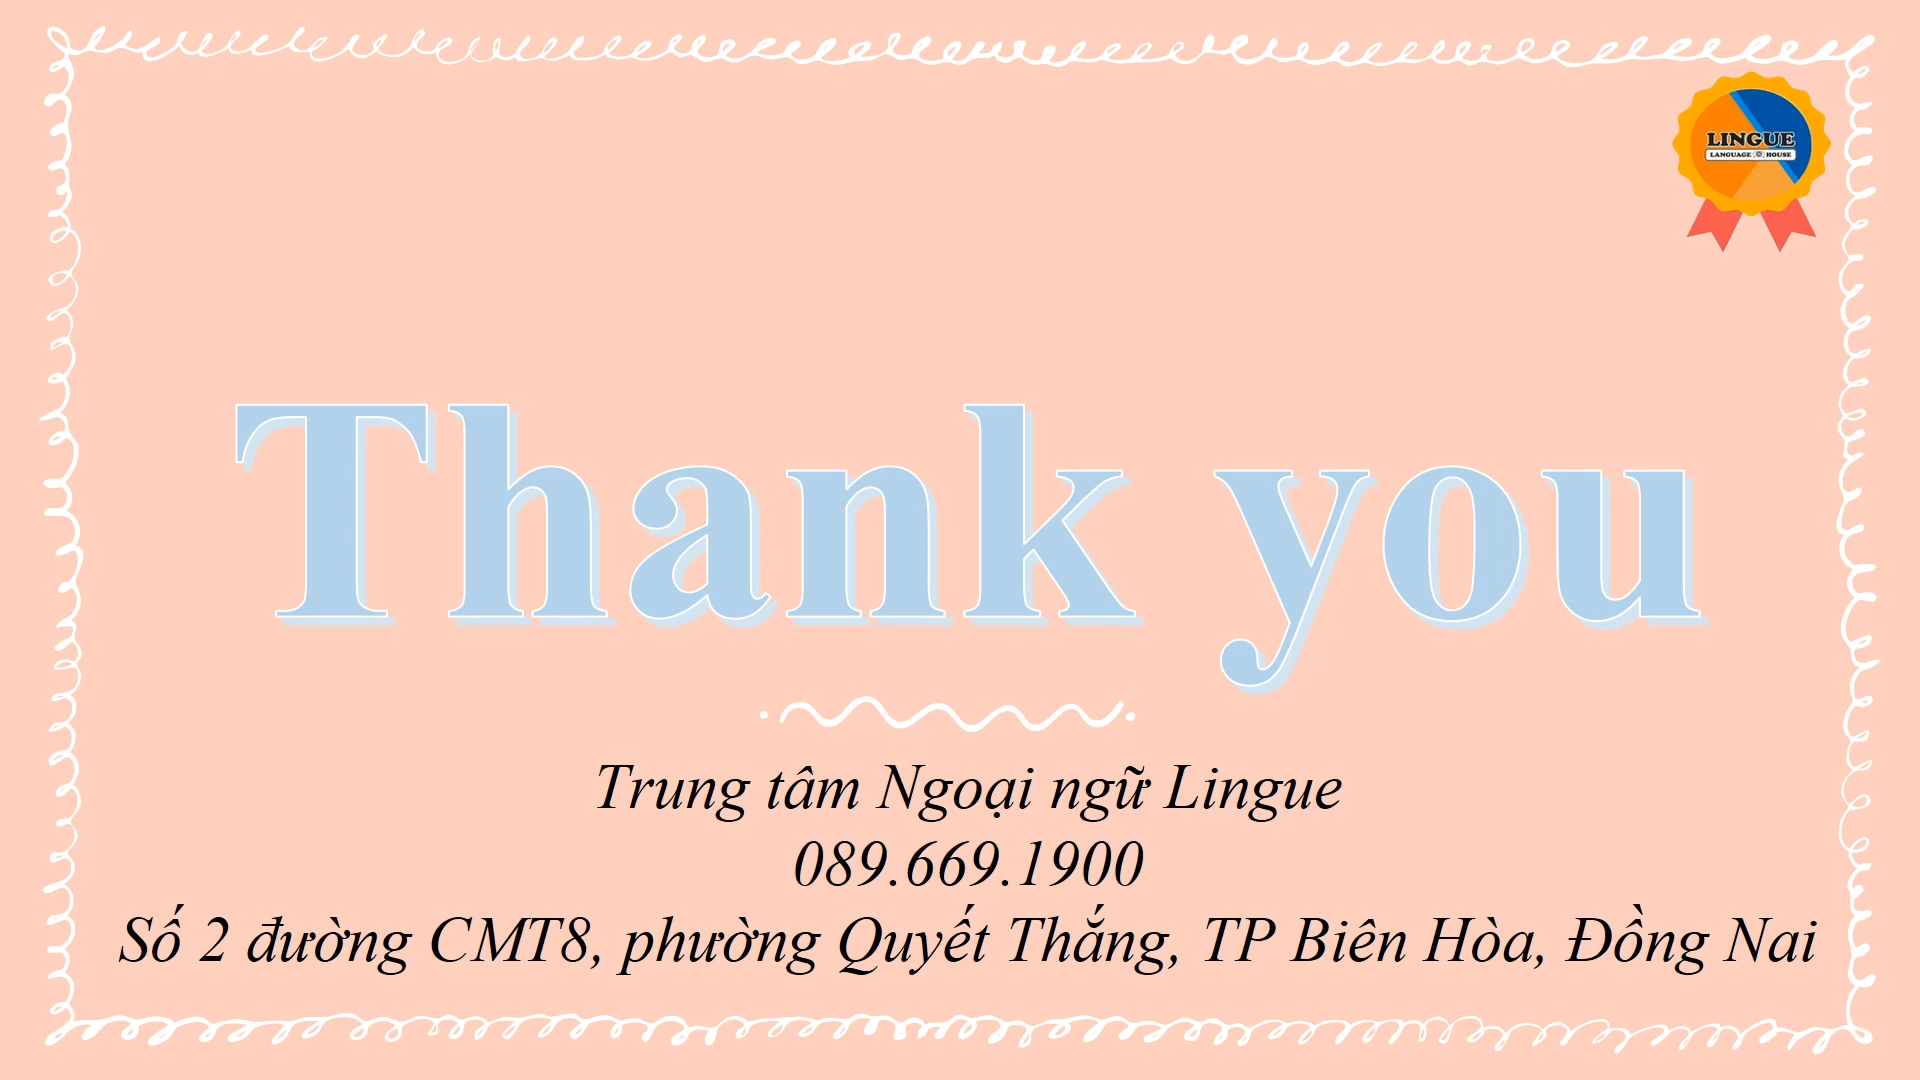 LINGUE
LANGUAGE HOUSE
Thank you
Trung tâm Ngoại ngữ Lingue
089.669.1900
Số 2 đường CMT8, phường Quyết Thắng, TP Biên Hòa, Đồng Nai